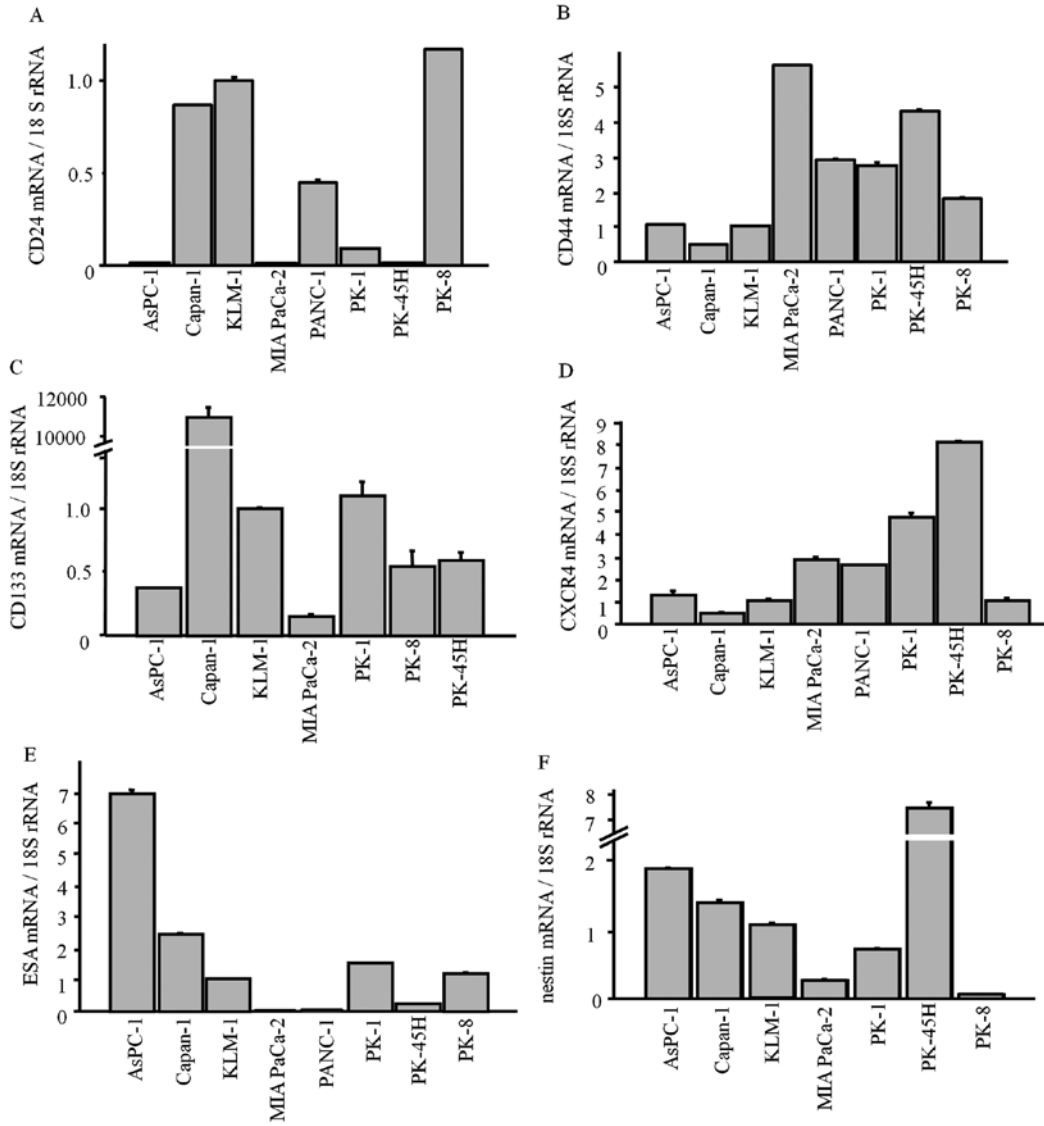 A
CD24 mRNA / 18 S rRNA
1.0
0.5
0
AsPC-1
Capan-1
KLM-1
MIA PaCa-2
PANC-1
PK-1
PK-45H
PK-8
B
CD44 mRNA / 18S rRNA
5
4
3
2
1
0
AsPC-1
Capan-1
KLM-1
MIA PaCa-2
PANC-1
PK-1
PK-45H
PK-8
C
CD133 mRNA / 18S rRNA
12000
10000
1.0
0.5
0
AsPC-1
Capan-1
KLM-1
MIA PaCa-2
PK-1
PK-8
PK-45H
D
CXCR4 mRNA / 18S rRNA
9
8
7
6
5
4
3
2
1
0
AsPC-1
Capan-1
KLM-1
MIA PaCa-2
PANC-1
PK-1
PK-45H
PK-8
E
ESA mRNA / 18S rRNA
7
6
5
4
3
2
1
0
AsPC-1
Capan-1
KLM-1
MIA PaCa-2
PANC-1
PK-1
PK-45H
PK-8
F
nestin mRNA / 18S rRNA
8
7
2
1
0
AsPC-1
Capan-1
KLM-1
MIA PaCa-2
PK-1
PK-45H
PK-8